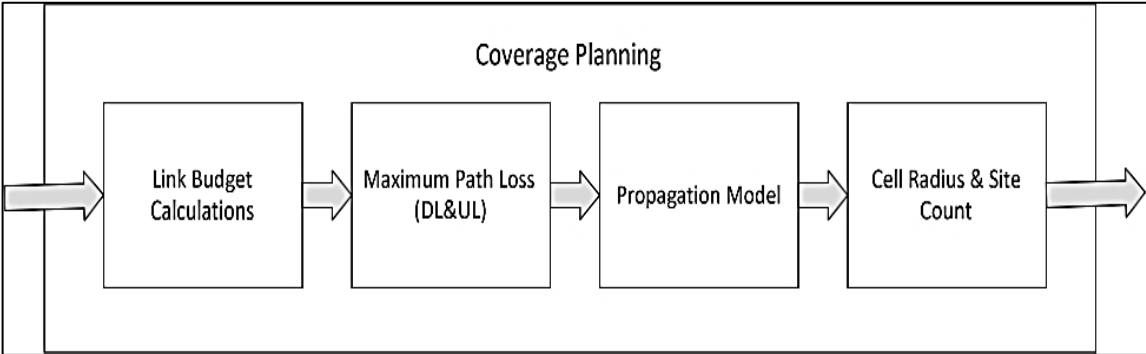 Coverage Planning
Link Budget
Calculations
Maximum Path Loss
(DL&UL)
Propagation Model
Cell Radius & Site
Count